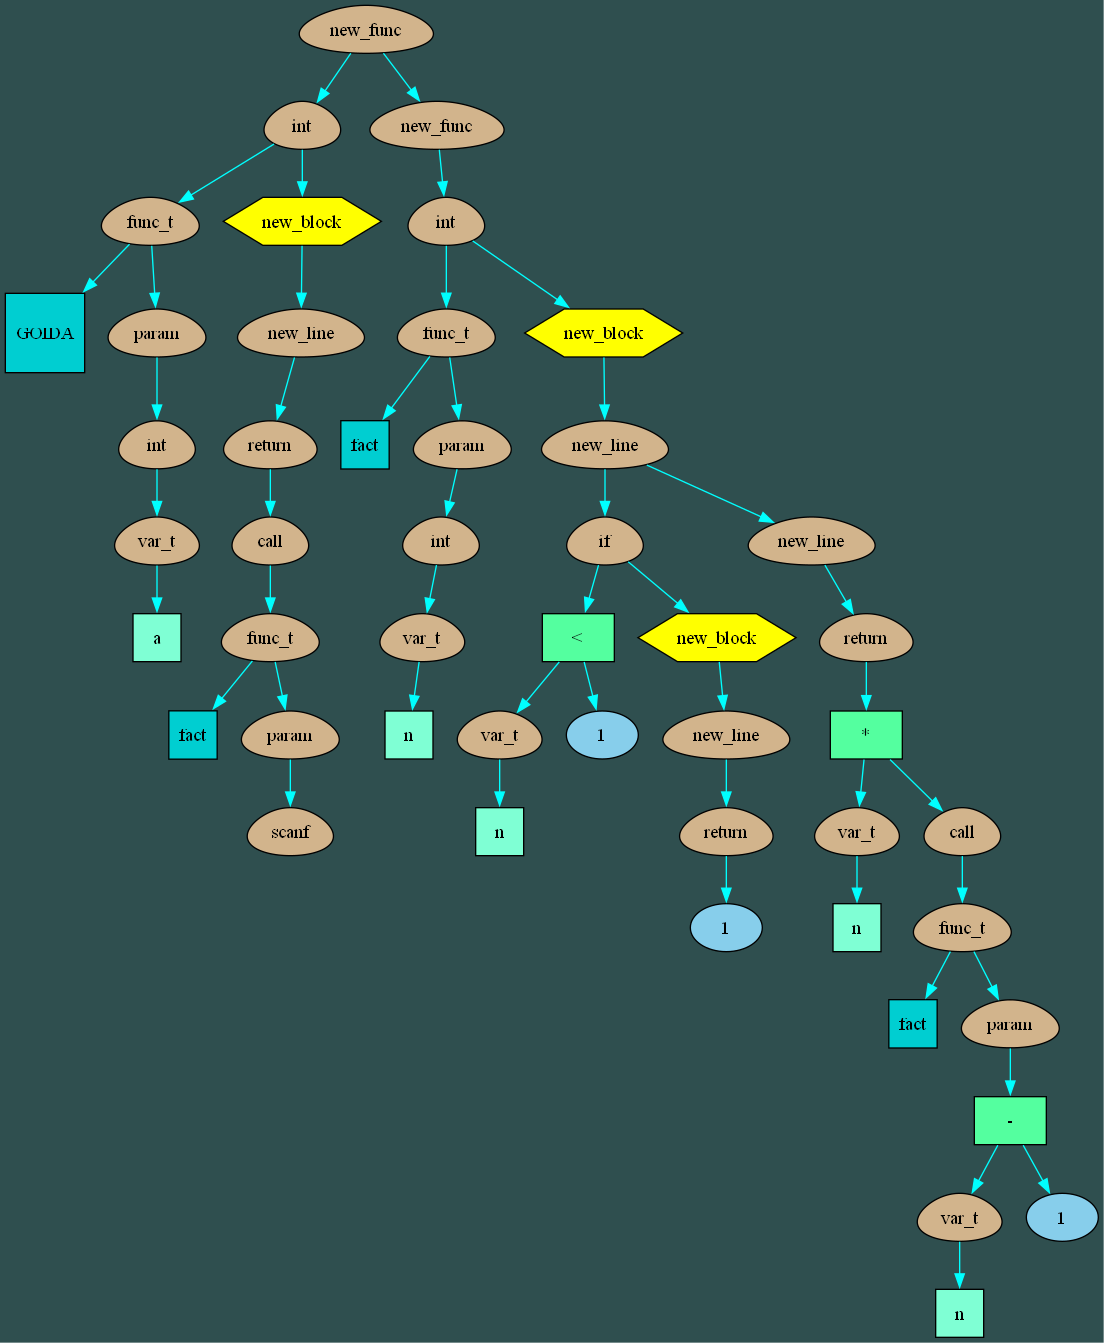 new_func
int
new_func
func_t
new_block
int
GOIDA
param
new_line
func_t
new_block
int
return
fact
param
new_line
var_t
call
int
if
new_line
a
func_t
var_t
<
new_block
return
fact
param
n
var_t
1
new_line
*
scanf
n
return
var_t
call
1
n
func_t
fact
param
-
var_t
1
n